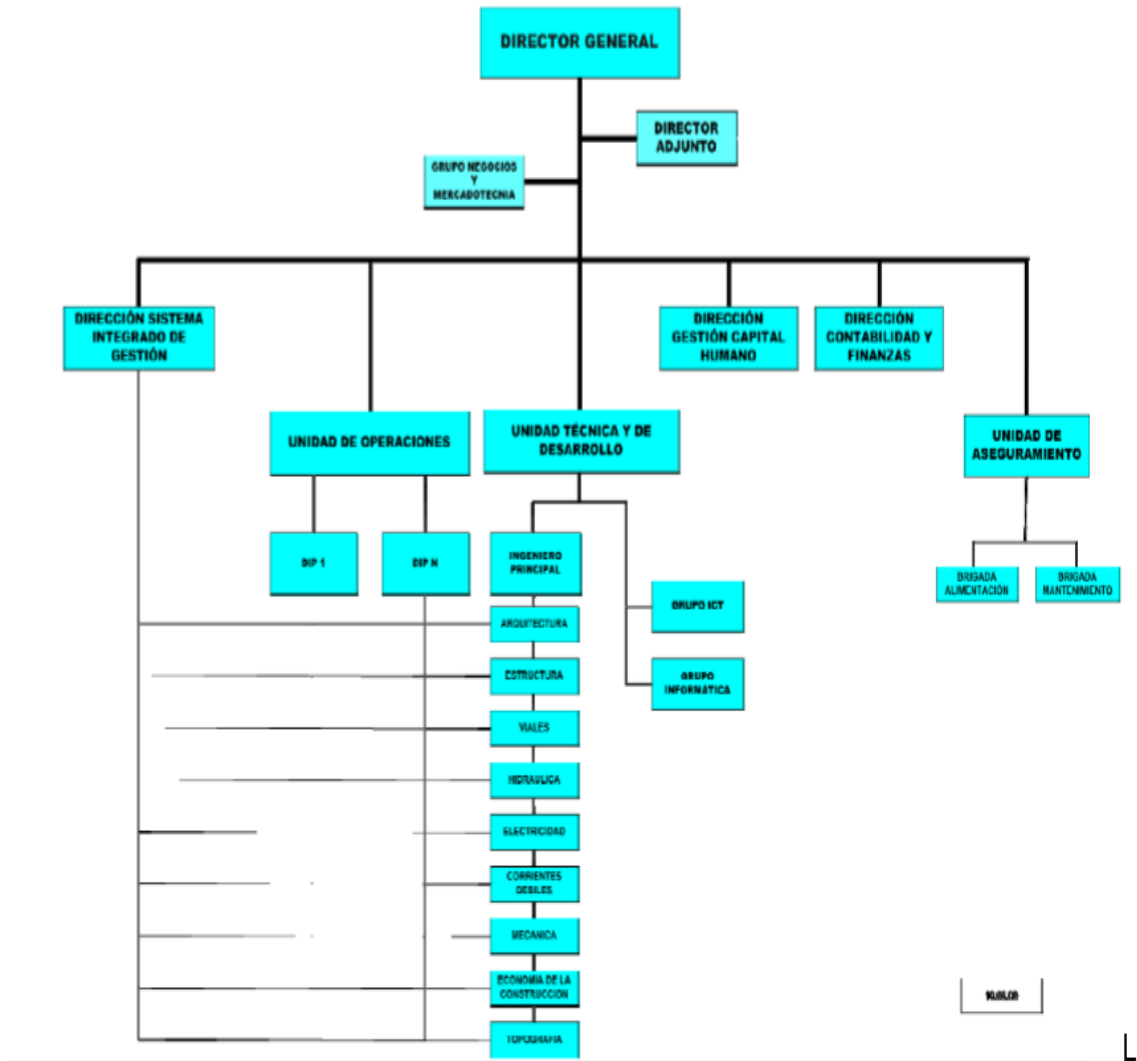 DIRECTOR GENERAL
DIRECTOR
ADJUNTO
GRUPO NEGOCIOS
Y
MERCADOTECNIA
DIRECCIÓN SISTEMA
INTEGRADO DE
GESTIÓN
DIRECCIÓN
GESTIÓN CAPITAL
HUMANO
DIRECCIÓN
CONTABILIDAD Y
FINANZAS
UNIDAD DE OPERACIONES
UNIDAD TÉCNICA Y DE
DESARROLLO
UNIDAD DE
ASEGURAMIENTO
DIP 1
DIP N
INGENIERO
PRINCIPAL
GRUPO ICT
GRUPO
INFORMATICA
BRIGADA
ALIMENTACIÓN
BRIGADA
MANTENIMIENTO
ARQUITECTURA
ESTRUCTURA
VIALES
HIDRAULICA
ELECTRICIDAD
CORRIENTES
DEBILES
MECANICA
ECONOMIA DE LA
CONSTRUCCION
TOPOGRAFIA